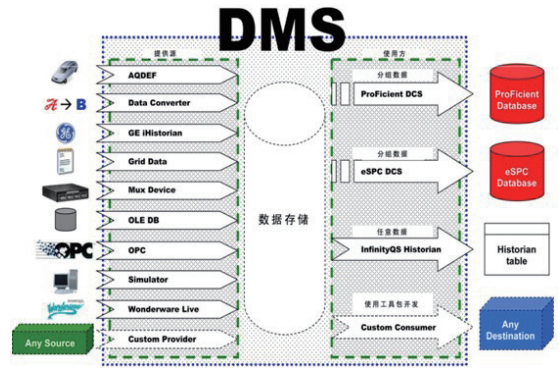 DMS
提供源
使用方
AQDEF
Data Converter
GE iHistorian
Grid Data
Mux Device
OLE DB
OPC
Simulator
Wonderware Live
Custom Provider
A → B
OPC
Any Source
数据存储
分组数据
ProFicient DCS
分组数据
eSPC DCS
任意数据
InfinityQS Historian
使用工具包开发
Custom Consumer
ProFicient
Database
eSPC
Database
Historian
table
Any
Destination